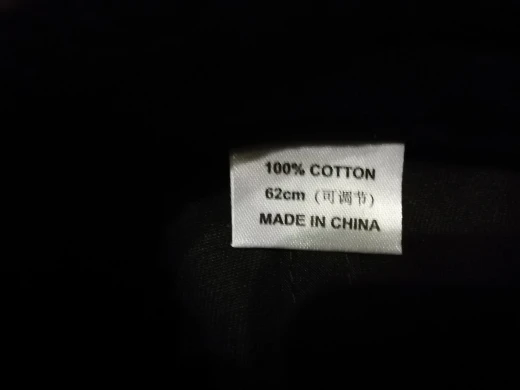 100% COTTON
62cm (可调节)
MADE IN CHINA